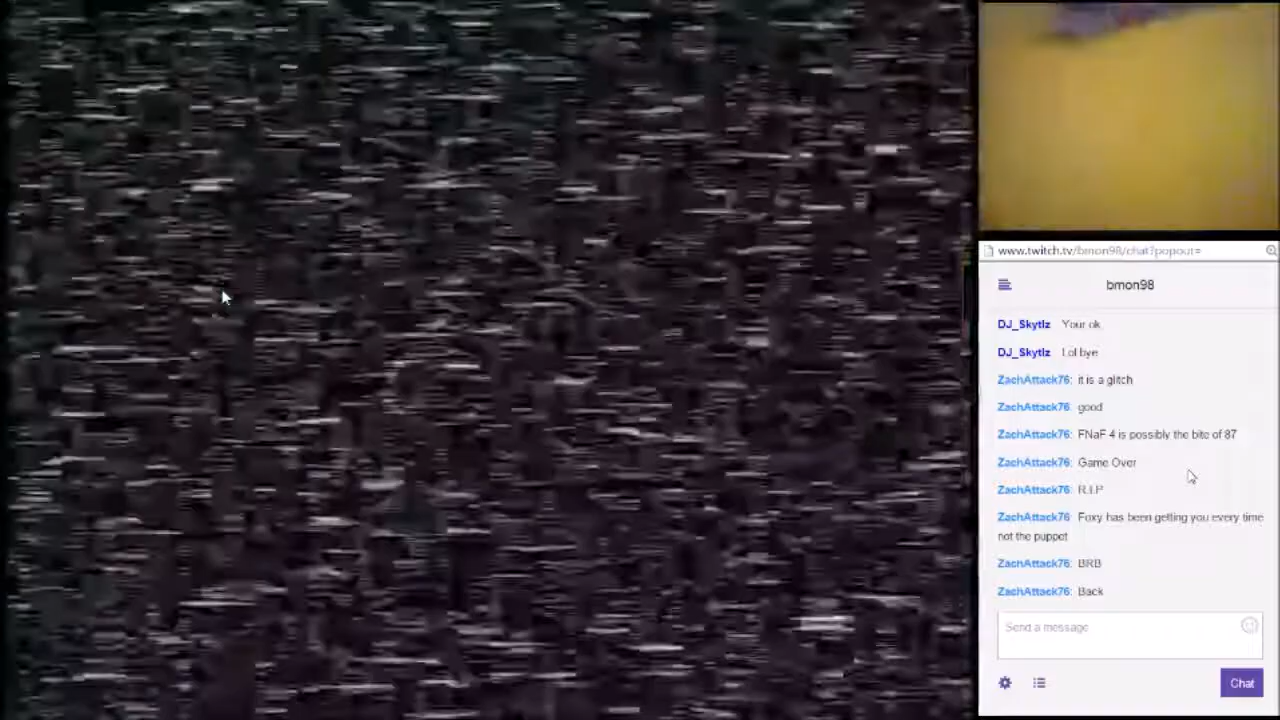 www.twitch.tv/bmon98/chat?popout=
bmon98
DJ_Skytlz Your ok
DJ_Skytlz Lol bye
ZachAttack76: it is a glitch
ZachAttack76: good
ZachAttack76: FNaF 4 is possibly the bite of 87
ZachAttack76: Game Over
ZachAttack76: R.I.P
ZachAttack76: Foxy has been getting you every time
not the puppet
ZachAttack76: BRB
ZachAttack76: Back
Send a message
Chat